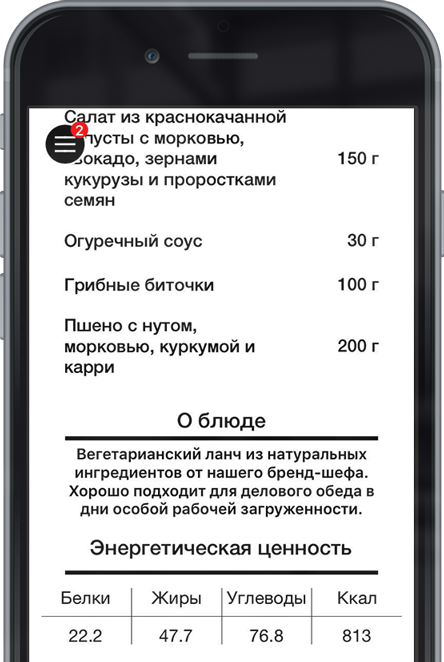 Салат из краснокачанной
пусты с морковью,
вокадо, зернами
2
кукурузы и проростками
семян
150 г
Огуречный соус
30 г
Грибные биточки
100 г
Пшено с нутом,
морковью, куркумой и
карри
200 г
О блюде
Вегетарианский ланч из натуральных
ингредиентов от нашего бренд-шефа.
Хорошо подходит для делового обеда в
дни особой рабочей загруженности.
Энергетическая ценность
Белки Жиры Углеводы Ккал
22.2 47.7 76.8 813